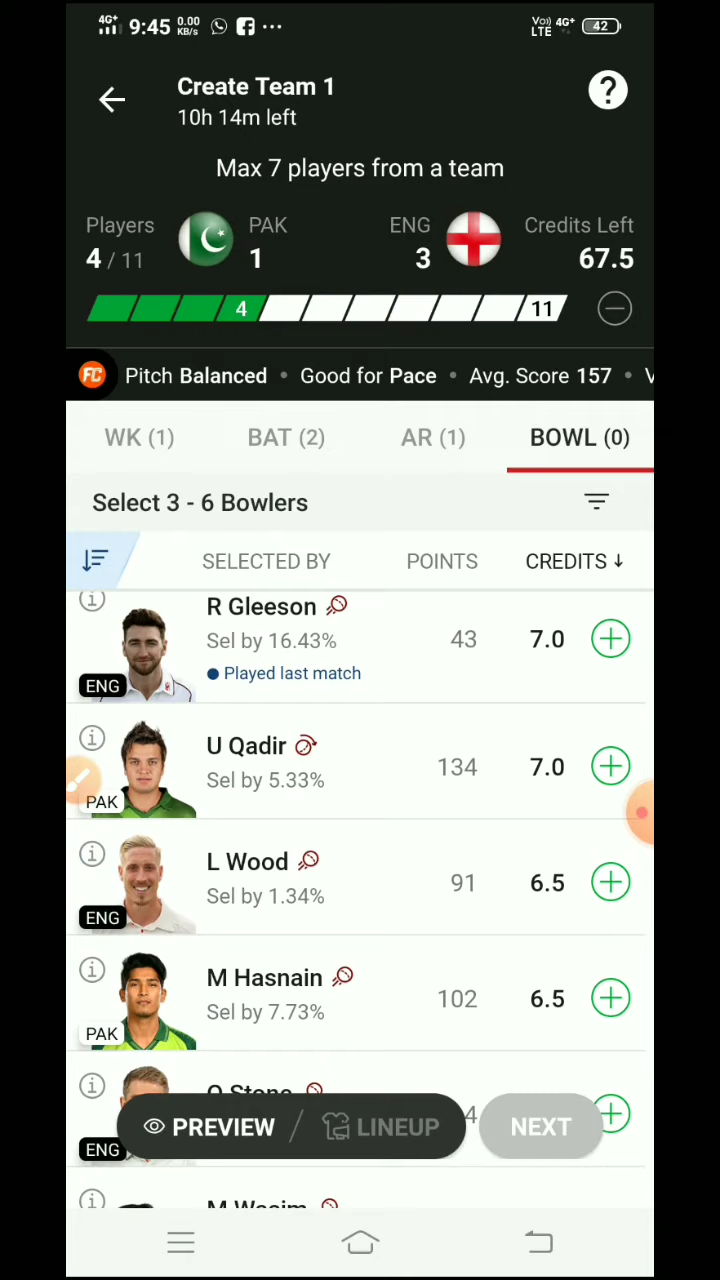 4G+ 9:45 0.00 KB/s ... Vo) LTE 4G+ 42
Create Team 1
10h 14m left
?
Max 7 players from a team
Players PAK ENG Credits Left
4 / 11 1 3 67.5
4 11
FC Pitch Balanced • Good for Pace • Avg. Score 157 •
WK (1) BAT (2) AR (1) BOWL (0)
Select 3 - 6 Bowlers
SELECTED BY POINTS CREDITS ↓
R Gleeson
Sel by 16.43% 43 7.0
Played last match
ENG
U Qadir
Sel by 5.33% 134 7.0
PAK
L Wood
Sel by 1.34% 91 6.5
ENG
M Hasnain
Sel by 7.73% 102 6.5
PAK
O Stone
PREVIEW / LINEUP NEXT
ENG
M Wasim